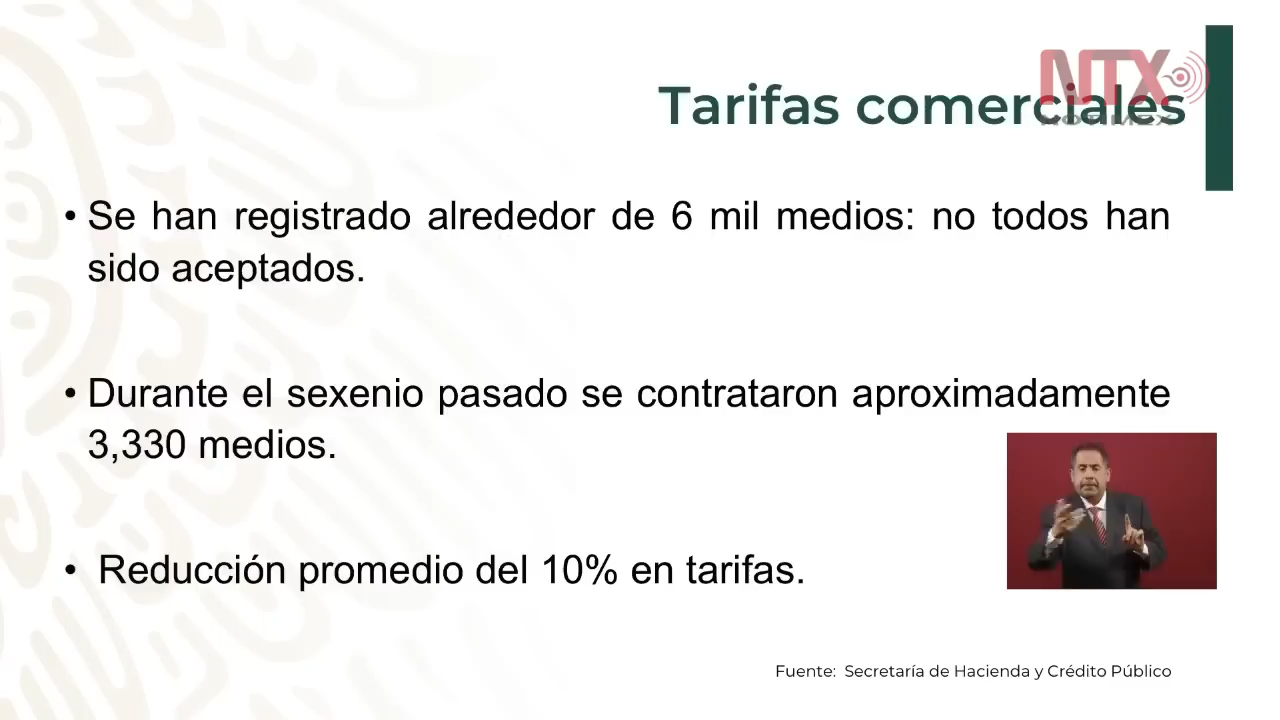 NTX
NOTIMEX
Tarifas comerciales
• Se han registrado alrededor de 6 mil medios: no todos han
sido aceptados.
• Durante el sexenio pasado se contrataron aproximadamente
3,330 medios.
• Reducción promedio del 10% en tarifas.
Fuente: Secretaría de Hacienda y Crédito Público